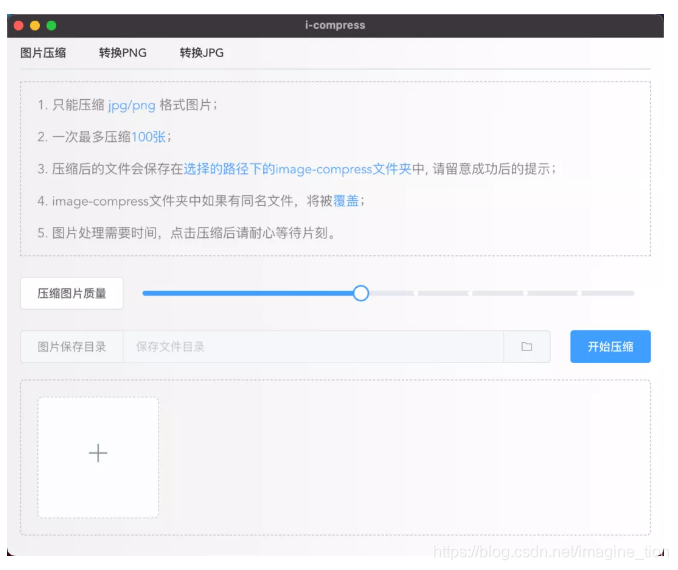 i-compress
图片压缩 转换PNG 转换JPG
1. 只能压缩 jpg/png 格式图片；
2. 一次最多压缩100张；
3. 压缩后的文件会保存在选择的路径下的image-compress文件夹中, 请留意成功后的提示；
4. image-compress文件夹中如果有同名文件，将被覆盖；
5. 图片处理需要时间，点击压缩后请耐心等待片刻。
压缩图片质量
图片保存目录 保存文件目录 开始压缩
https://blog.csdn.net/imagine_tion